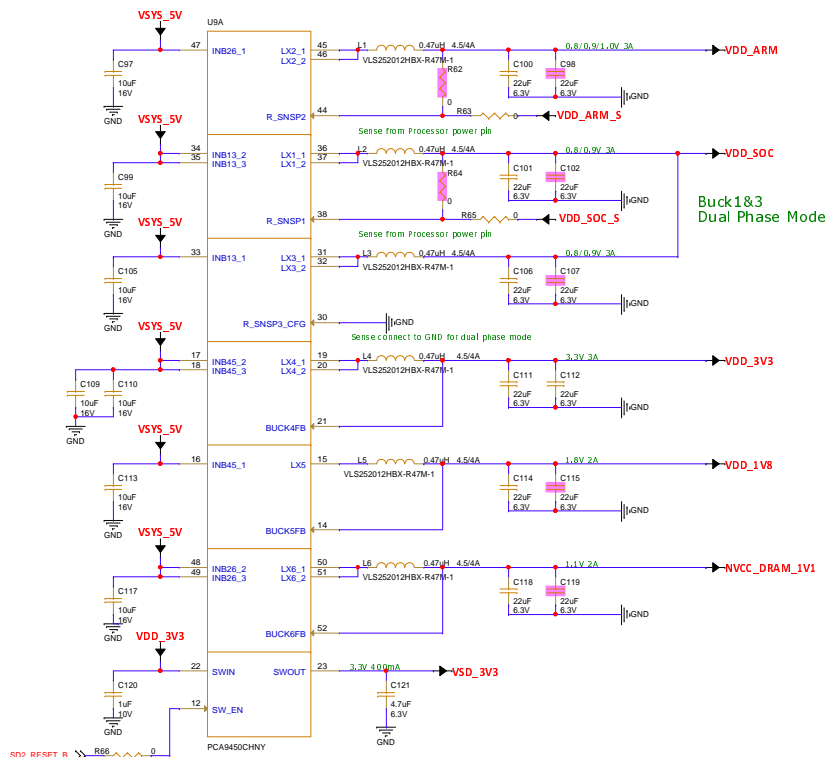 U9A
VSYS_5V
47 INB26_1
LX2_1 45
LX2_2 46
L1 0.47uH 4.5/4A
VLS252012HBX-R47M-1
0.8/0.9/1.0V 3A
VDD_ARM
C97
10uF
16V
GND
R62
0
C100
22uF
6.3V
C98
22uF
6.3V
GND
R_SNSP2 44
R63 0
VDD_ARM_S
Sense from Processor power pin
VSYS_5V
34 INB13_2
35 INB13_3
LX1_1 36
LX1_2 37
L2 0.47uH 4.5/4A
VLS252012HBX-R47M-1
0.8/0.9V 3A
VDD_SOC
C99
10uF
16V
GND
R64
0
C101
22uF
6.3V
C102
22uF
6.3V
GND
Buck1&3
Dual Phase Mode
R_SNSP1 38
R65 0
VDD_SOC_S
Sense from Processor power pin
VSYS_5V
33 INB13_1
LX3_1 31
LX3_2 32
L3 0.47uH 4.5/4A
VLS252012HBX-R47M-1
0.8/0.9V 3A
C105
10uF
16V
GND
C106
22uF
6.3V
C107
22uF
6.3V
GND
R_SNSP3_CFG 30
GND
Sense connect to GND for dual phase mode
VSYS_5V
17 INB45_2
18 INB45_3
LX4_1 19
LX4_2 20
L4 0.47uH 4.5/4A
VLS252012HBX-R47M-1
3.3V 3A
VDD_3V3
C109
10uF
16V
C110
10uF
16V
GND
C111
22uF
6.3V
C112
22uF
6.3V
GND
BUCK4FB 21
VSYS_5V
16 INB45_1
LX5 15
L5 0.47uH 4.5/4A
VLS252012HBX-R47M-1
1.8V 2A
VDD_1V8
C113
10uF
16V
GND
C114
22uF
6.3V
C115
22uF
6.3V
GND
BUCK5FB 14
VSYS_5V
48 INB26_2
49 INB26_3
LX6_1 50
LX6_2 51
L6 0.47uH 4.5/4A
VLS252012HBX-R47M-1
1.1V 2A
NVCC_DRAM_1V1
C117
10uF
16V
GND
C118
22uF
6.3V
C119
22uF
6.3V
GND
BUCK6FB 52
VDD_3V3
22 SWIN
SWOUT 23
3.3V 400mA
VSD_3V3
C120
1uF
10V
GND
C121
4.7uF
6.3V
GND
12 SW_EN
PCA9450CHNY
SD2_RESET_B
R66 0